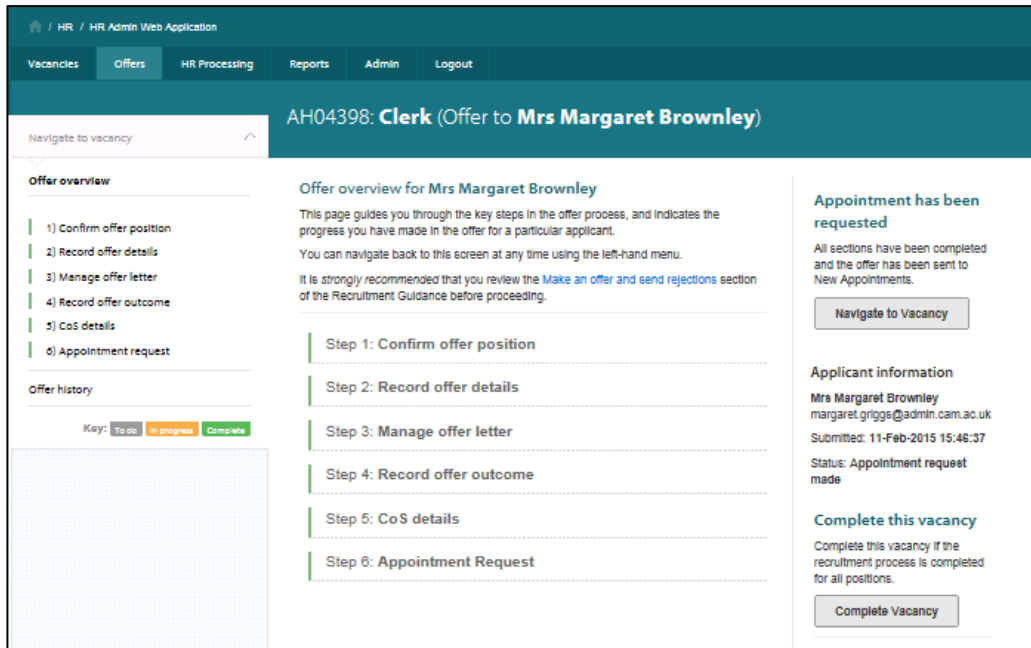 / HR / HR Admin Web Application
Vacancies Offers HR Processing Reports Admin Logout
AH04398: Clerk (Offer to Mrs Margaret Brownley)
Navigate to vacancy
Offer overview
1) Confirm offer position
2) Record offer details
3) Manage offer letter
4) Record offer outcome
5) CoS details
6) Appointment request
Offer history
Key: To do In progress Complete
Offer overview for Mrs Margaret Brownley
This page guides you through the key steps in the offer process, and indicates the
progress you have made in the offer for a particular applicant.
You can navigate back to this screen at any time using the left-hand menu.
It is strongly recommended that you review the Make an offer and send rejections section
of the Recruitment Guidance before proceeding.
Step 1: Confirm offer position
Step 2: Record offer details
Step 3: Manage offer letter
Step 4: Record offer outcome
Step 5: CoS details
Step 6: Appointment Request
Appointment has been
requested
All sections have been completed
and the offer has been sent to
New Appointments.
Navigate to Vacancy
Applicant information
Mrs Margaret Brownley
margaret.griggs@admin.cam.ac.uk
Submitted: 11-Feb-2015 15:46:37
Status: Appointment request
made
Complete this vacancy
Complete this vacancy if the
recruitment process is completed
for all positions.
Complete Vacancy